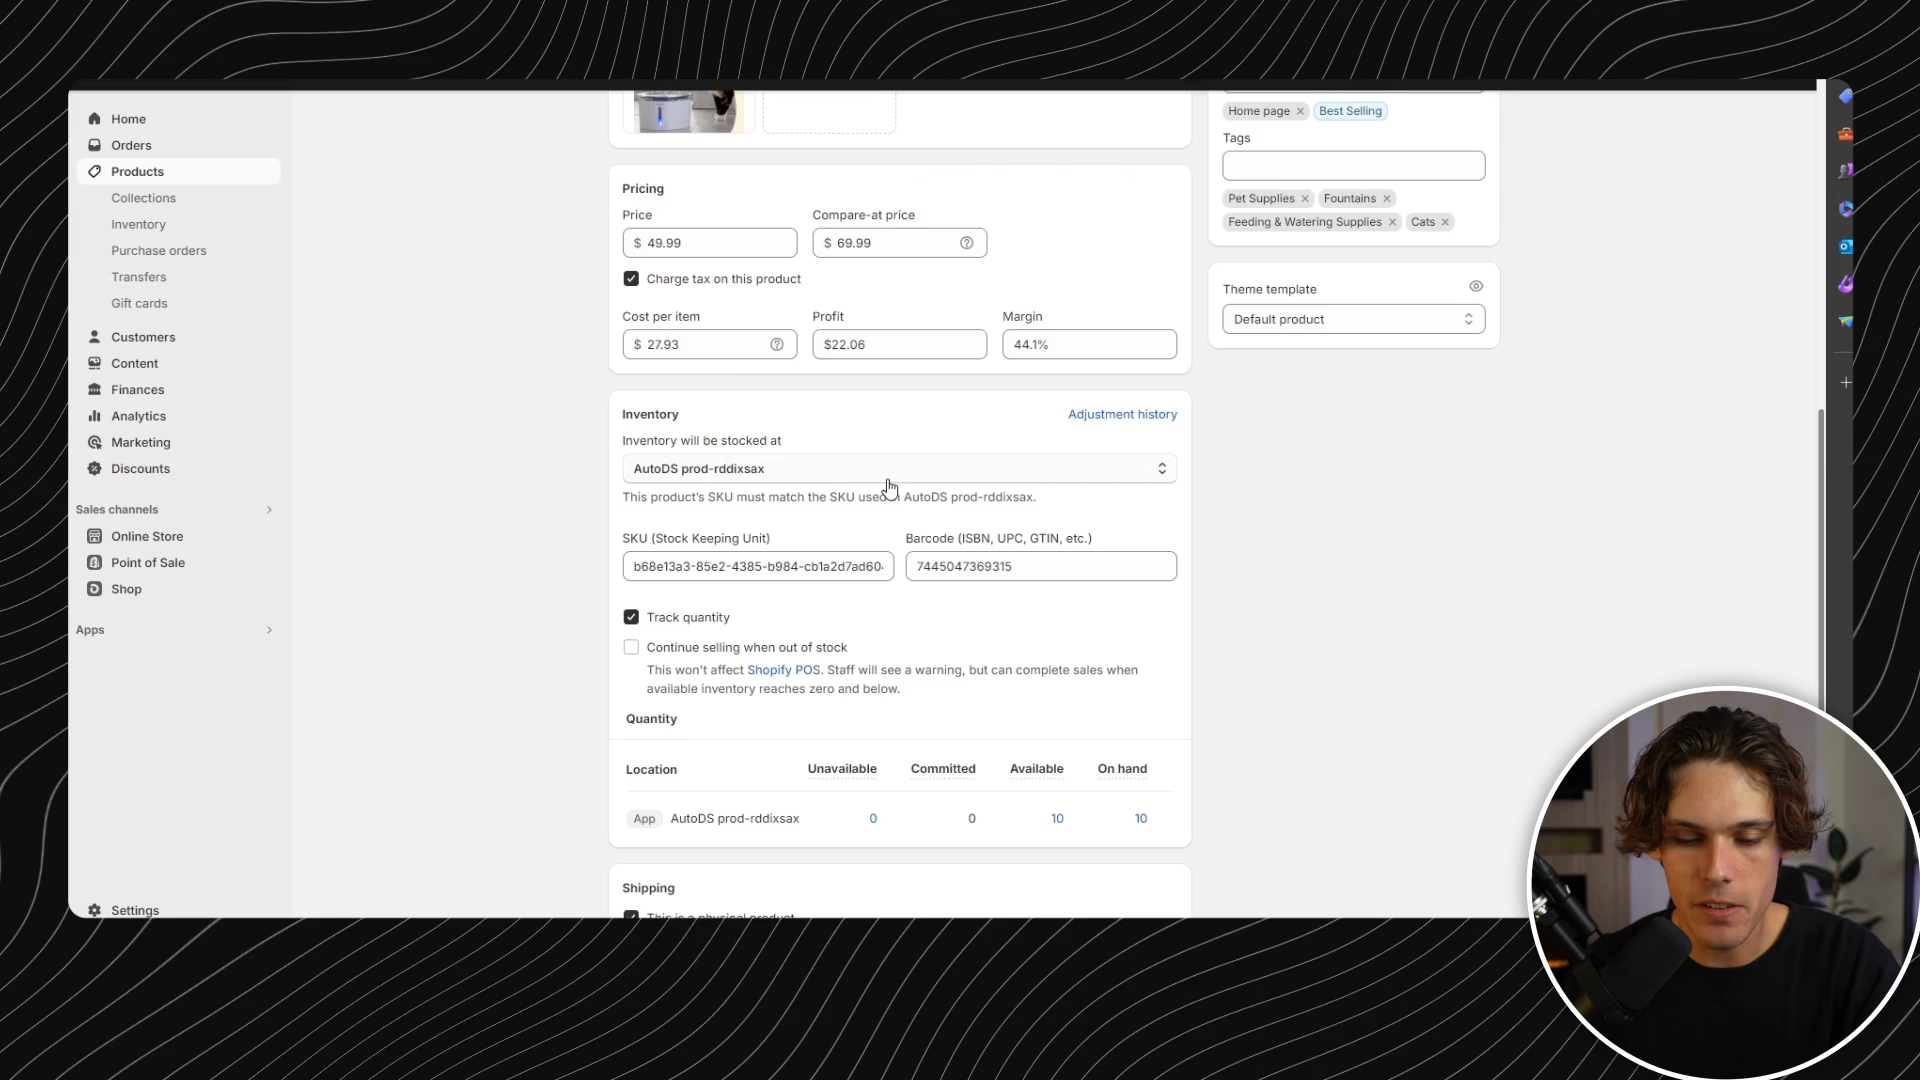 Home
Orders
Products
Collections
Inventory
Purchase orders
Transfers
Gift cards
Customers
Content
Finances
Analytics
Marketing
Discounts
Sales channels
Online Store
Point of Sale
Shop
Apps
Settings
Pricing
Price
Compare-at price
$ 49.99
$ 69.99
Charge tax on this product
Cost per item
Profit
Margin
$ 27.93
$22.06
44.1%
Inventory
Adjustment history
Inventory will be stocked at
AutoDS prod-rddixsax
This product's SKU must match the SKU used AutoDS prod-rddixsax.
SKU (Stock Keeping Unit)
Barcode (ISBN, UPC, GTIN, etc.)
b68e13a3-85e2-4385-b984-cb1a2d7ad60
7445047369315
Track quantity
Continue selling when out of stock
This won't affect Shopify POS. Staff will see a warning, but can complete sales when
available inventory reaches zero and below.
Quantity
Location
Unavailable
Committed
Available
On hand
App
AutoDS prod-rddixsax
0
0
10
10
Shipping
This is a physical product
Home page
Best Selling
Tags
Pet Supplies
Fountains
Feeding & Watering Supplies
Cats
Theme template
Default product